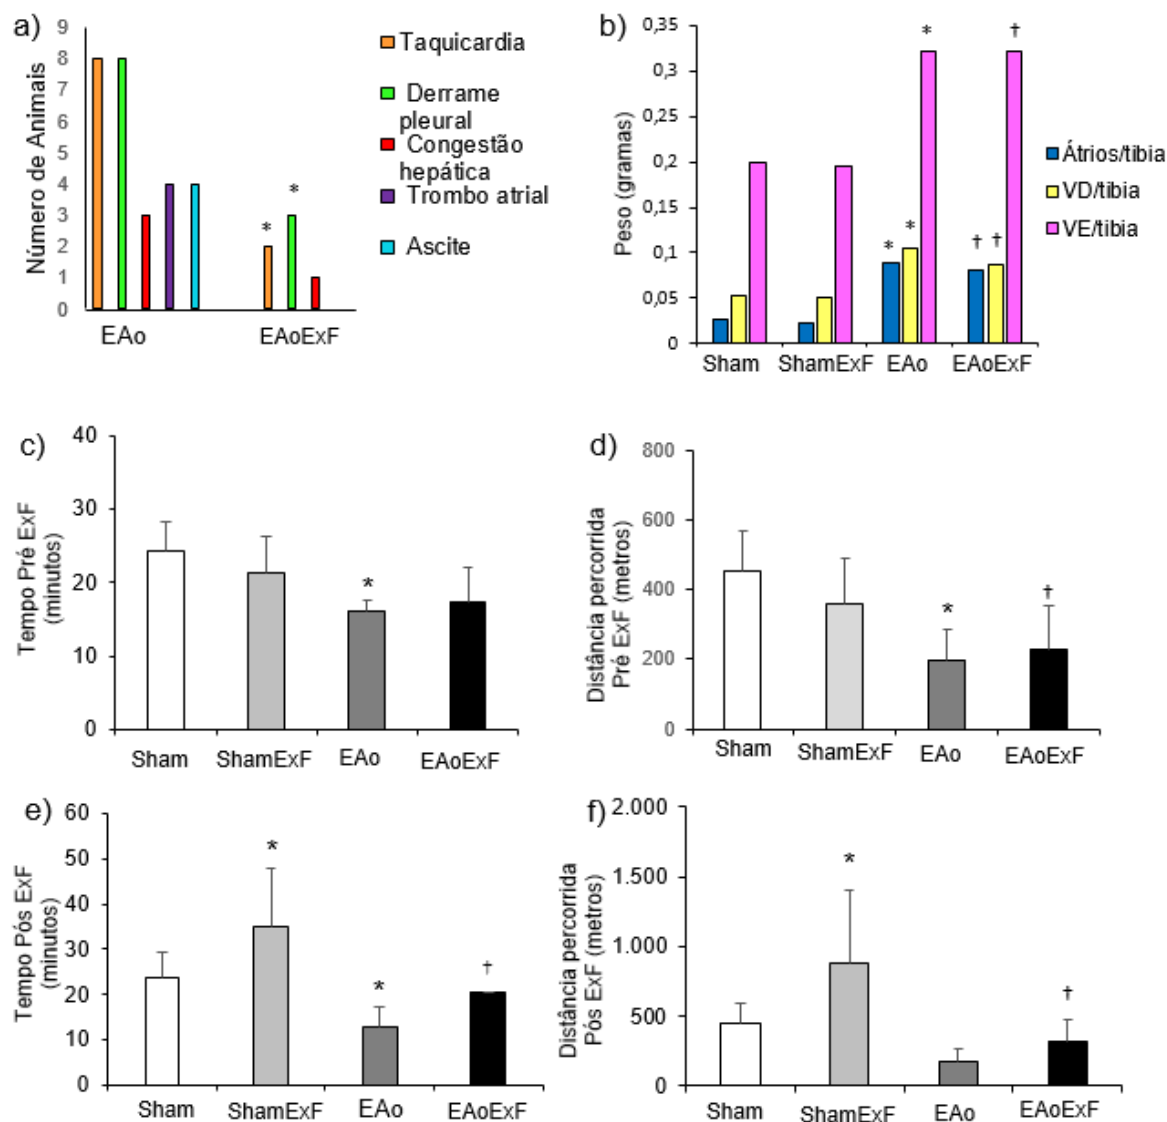 a)
Número de Animais
9
8
7
6
5
4
3
2
1
0
*
*
EAo
EAoExF
Taquicardia
Derrame
pleural
Congestão
hepática
Trombo atrial
Ascite
b)
Peso (gramas)
0,35
0,3
0,25
0,2
0,15
0,1
0,05
0
*
*
*
†
†
†
Sham
ShamExF
EAo
EAoExF
Átrios/tibia
VD/tibia
VE/tibia
c)
Tempo Pré ExF
(minutos)
40
30
20
10
0
*
Sham
ShamExF
EAo
EAoExF
d)
Distância percorrida
Pré ExF (metros)
800
600
400
200
0
*
†
Sham
ShamExF
EAo
EAoExF
e)
Tempo Pós ExF
(minutos)
60
50
40
30
20
10
0
*
*
†
Sham
ShamExF
EAo
EAoExF
f)
Distância percorrida
Pós ExF (metros)
2.000
1.500
1.000
500
0
*
†
Sham
ShamExF
EAo
EAoExF